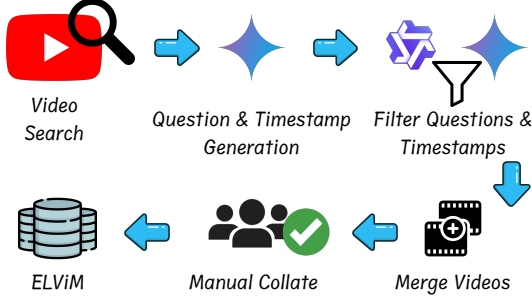 Video
Search
Question & Timestamp
Generation
Filter Questions &
Timestamps
ELViM
Manual Collate
Merge Videos